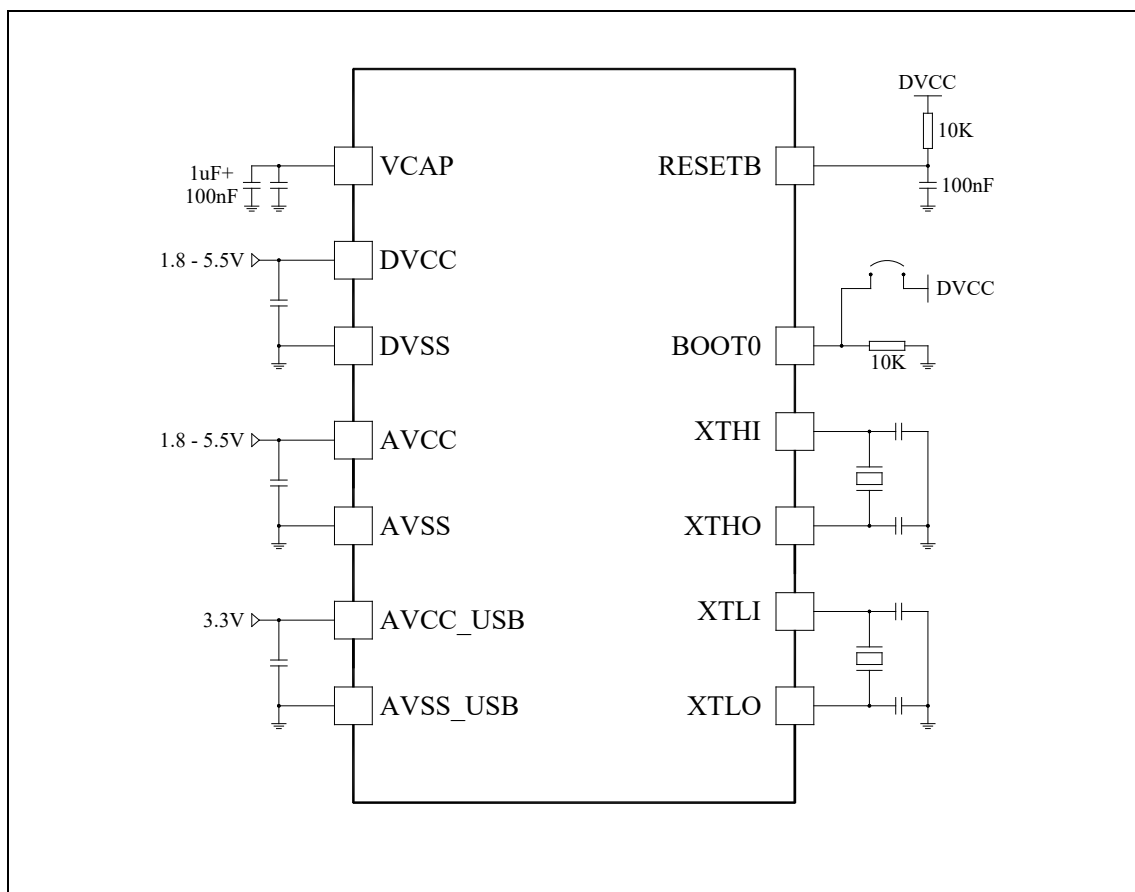 DVCC
10K
1uF+
100nF
VCAP
RESETB
100nF
1.8 - 5.5V
DVCC
DVCC
DVSS
BOOT0
10K
1.8 - 5.5V
AVCC
XTHI
AVSS
XTHO
3.3V
AVCC_USB
XTLI
AVSS_USB
XTLO